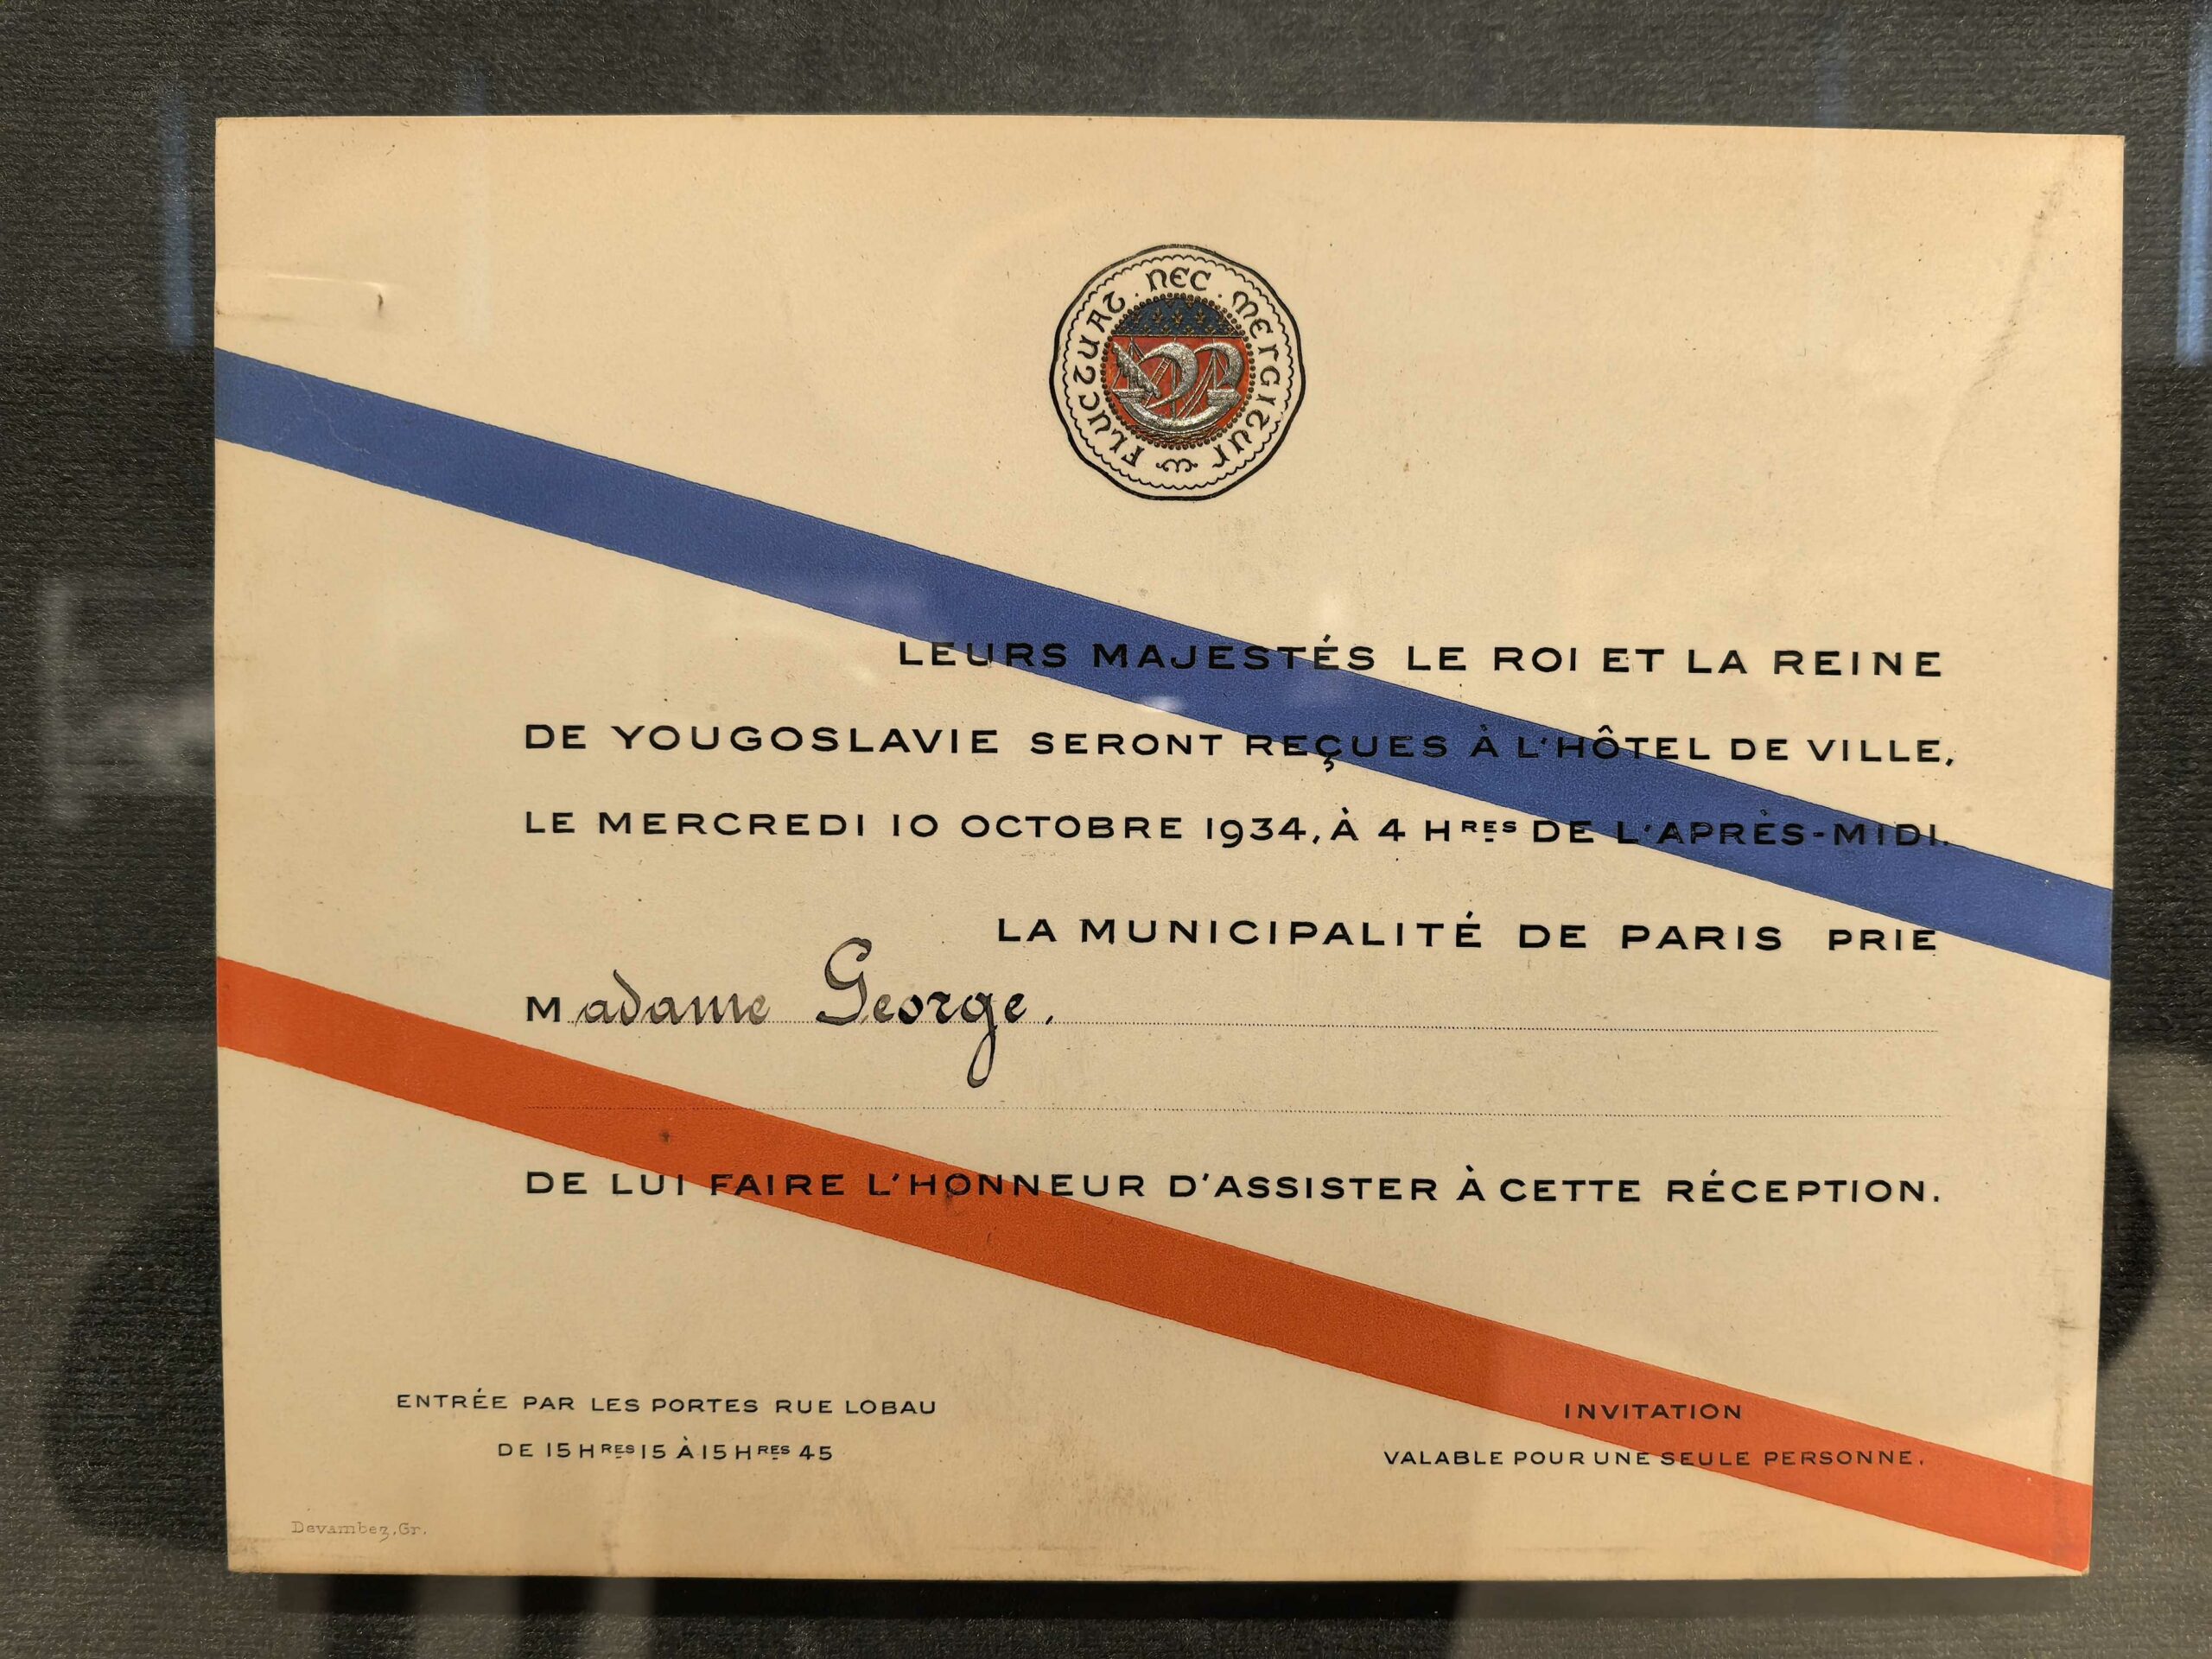 FLUCTUAT · NEC · MERGITUR
LEURS MAJESTÉS LE ROI ET LA REINE
DE YOUGOSLAVIE SERONT REÇUES À L'HÔTEL DE VILLE,
LE MERCREDI 10 OCTOBRE 1934, À 4 HRES DE L'APRÈS-MIDI.
LA MUNICIPALITÉ DE PARIS PRIE
Madame George.
DE LUI FAIRE L'HONNEUR D'ASSISTER À CETTE RÉCEPTION.
ENTRÉE PAR LES PORTES RUE LOBAU
DE 15 HRES 15 À 15 HRES 45
INVITATION
VALABLE POUR UNE SEULE PERSONNE.
Devambez, Gr.